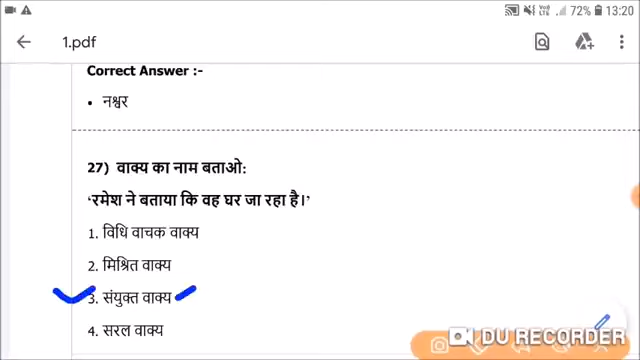 72% 13:20
1.pdf
Correct Answer :-
• नश्वर
27) वाक्य का नाम बताओ:
‘रमेश ने बताया कि वह घर जा रहा है।’
1. विधि वाचक वाक्य
2. मिश्रित वाक्य
3. संयुक्त वाक्य
4. सरल वाक्य
DU RECORDER